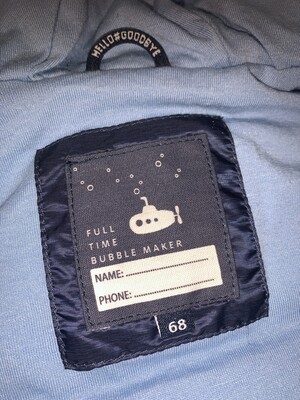 HELLO#GOODBYE
FULL
TIME
BUBBLE MAKER
NAME: ................................
PHONE: ..............................
68